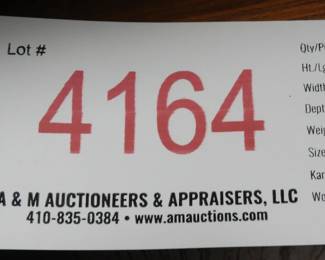 Lot #
4164
A & M AUCTIONEERS & APPRAISERS, LLC
410-835-0384 • www.amauctions.com
Qty/P
Ht./Lg
Width
Dept
Weig
Size
Kar
We